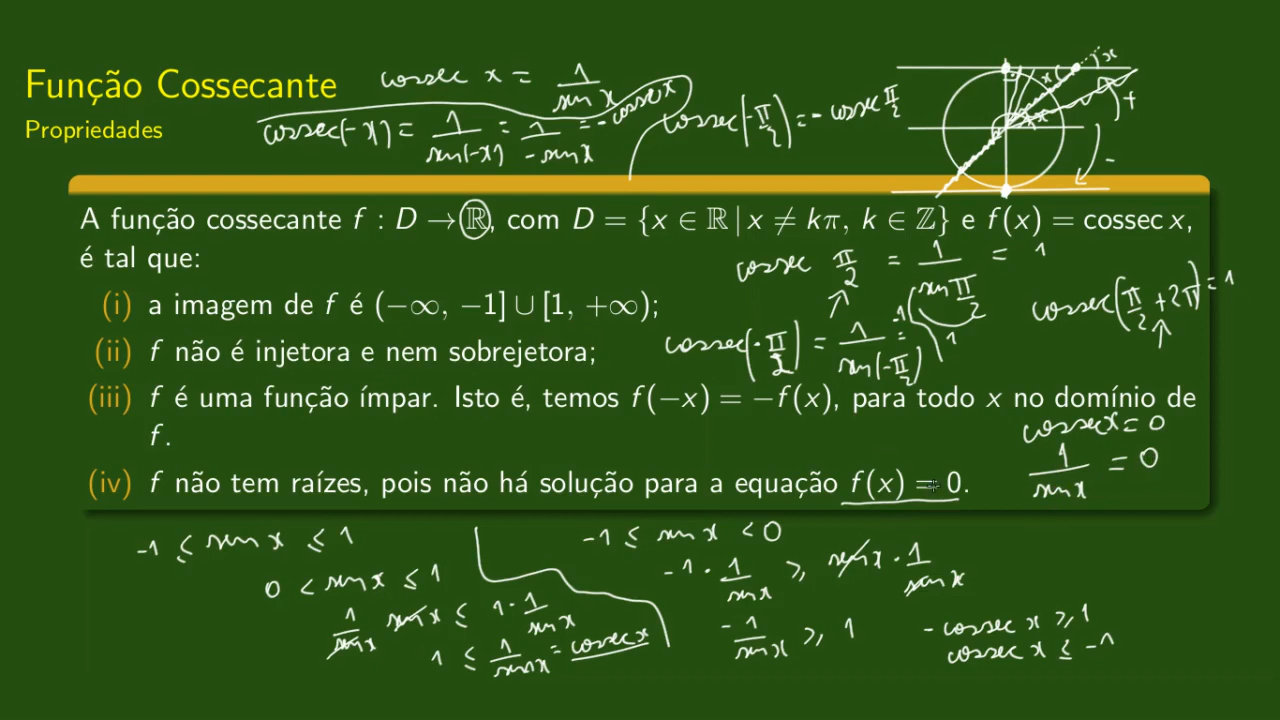 Função Cossecante
Propriedades
cossec x = 1/sen x
cossec(-x) = 1/sen(-x) = 1/-sen x = -cossec x
cossec(-π/2) = -cossec π/2
x
x
+
-
A função cossecante f : D → ℝ, com D = {x ∈ ℝ | x ≠ kπ, k ∈ ℤ} e f(x) = cossec x,
é tal que:
cossec π/2 = 1/sen π/2 = 1
(i) a imagem de f é (−∞, −1] ∪ [1, +∞);
cossec(π/2 + 2π) = 1
(ii) f não é injetora e nem sobrejetora;
cossec(-π/2) = 1/sen(-π/2) = -1
(iii) f é uma função ímpar. Isto é, temos f(−x) = −f(x), para todo x no domínio de
f.
cossec x = 0
1/sen x = 0
(iv) f não tem raízes, pois não há solução para a equação f(x) = 0.
-1 ≤ sen x ≤ 1
0 < sen x ≤ 1
1/sen x sen x ≤ 1 · 1/sen x
1 ≤ 1/sen x = cossec x
-1 ≤ sen x < 0
-1 · 1/sen x ≥ sen x · 1/sen x
-1/sen x ≥ 1
-cossec x ≥ 1
cossec x ≤ -1